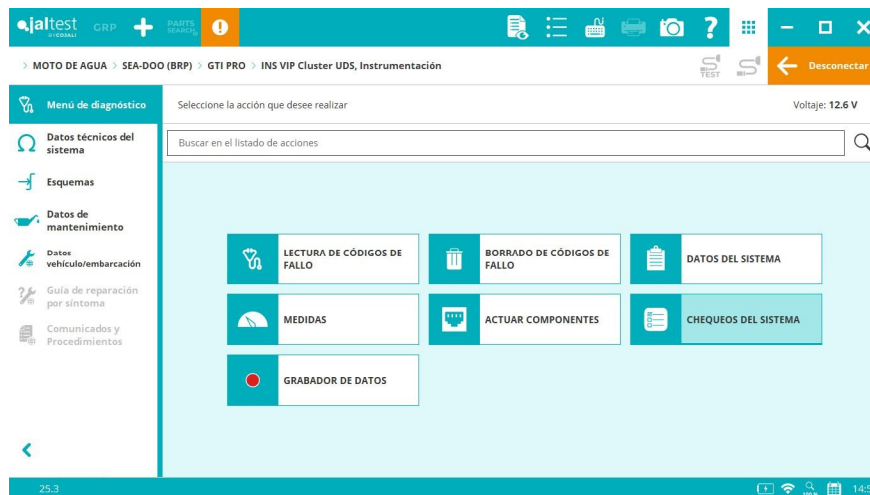 jaltest
BY COJALI
GRP
PARTS
SEARCH
MOTO DE AGUA > SEA-DOO (BRP) > GTI PRO > INS VIP Cluster UDS, Instrumentación
TEST
Desconectar
Menú de diagnóstico
Seleccione la acción que desee realizar
Voltaje: 12.6 V
Datos técnicos del
sistema
Buscar en el listado de acciones
Esquemas
Datos de
mantenimiento
Datos
vehículo/embarcación
Guía de reparación
por síntoma
Comunicados y
Procedimientos
LECTURA DE CÓDIGOS DE
FALLO
BORRADO DE CÓDIGOS DE
FALLO
DATOS DEL SISTEMA
MEDIDAS
ACTUAR COMPONENTES
CHEQUEOS DEL SISTEMA
GRABADOR DE DATOS
25.3
100 %